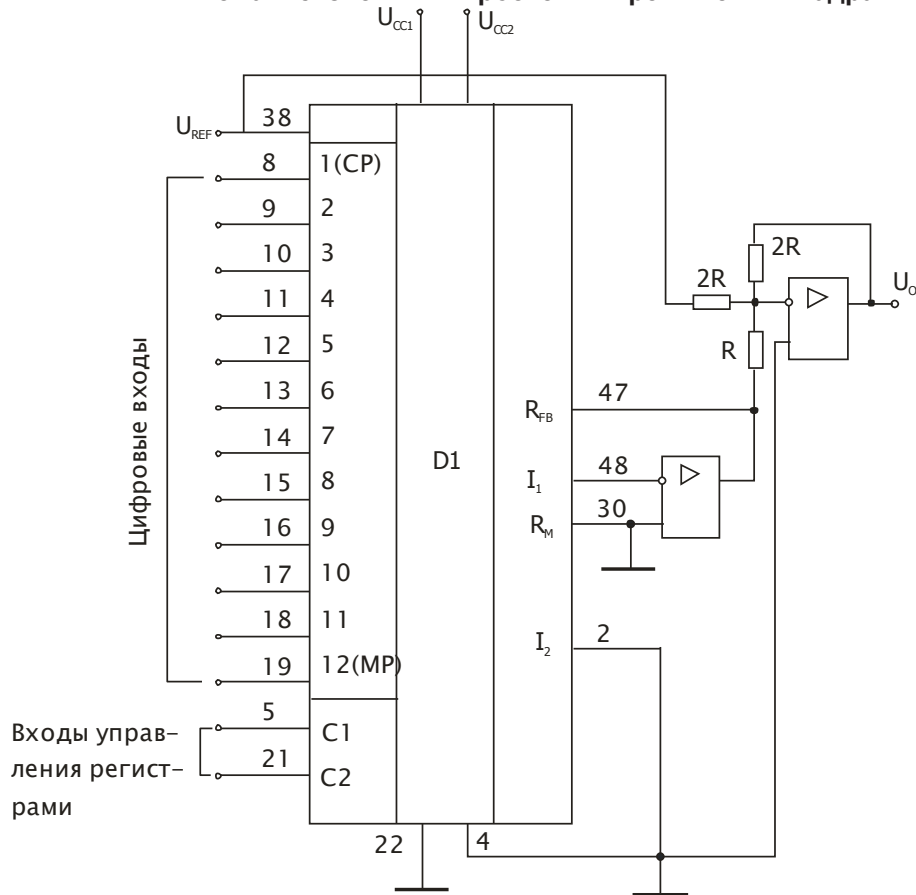 U_CC1 U_CC2
U_REF 38
8 1(СР)
9 2
10 3
11 4
12 5
13 6
14 7
15 8
16 9
17 10
18 11
19 12(МР)
5 C1
21 C2
Цифровые входы
Входы управ–
ления регист–
рами
D1
R_FB 47
I_1 48
R_M 30
I_2 2
22 4
2R
2R
R
U_O